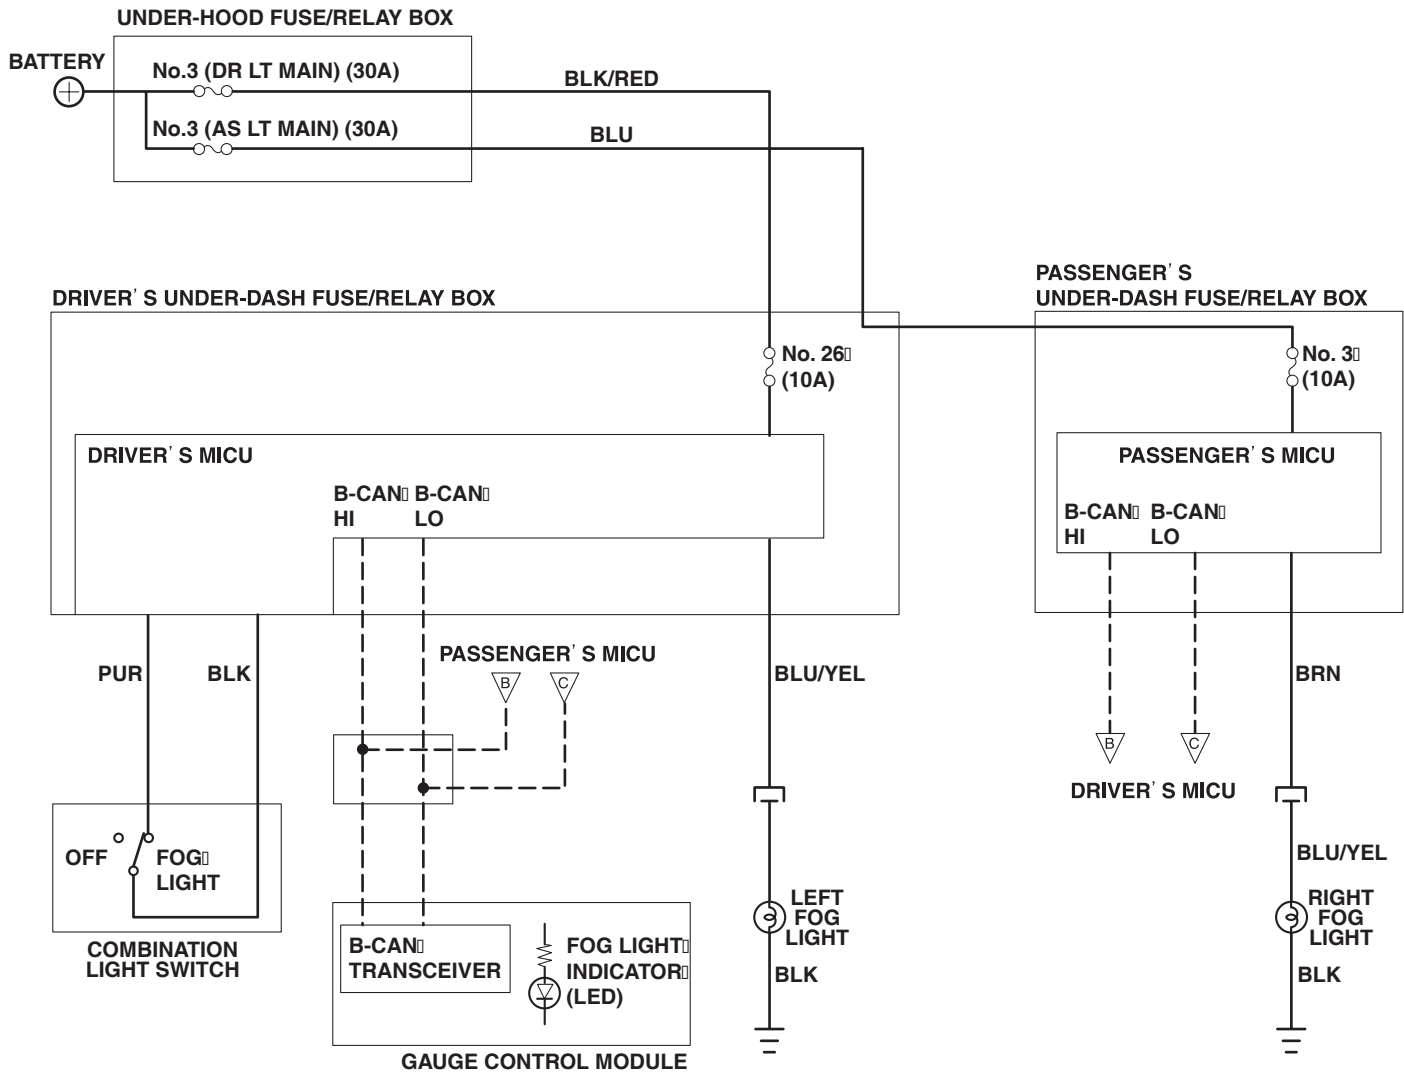 UNDER-HOOD FUSE/RELAY BOX
BATTERY
No.3 (DR LT MAIN) (30A)
BLK/RED
No.3 (AS LT MAIN) (30A)
BLU
PASSENGER' S
UNDER-DASH FUSE/RELAY BOX
DRIVER' S UNDER-DASH FUSE/RELAY BOX
No. 26
(10A)
No. 3
(10A)
DRIVER' S MICU
PASSENGER' S MICU
B-CAN B-CAN
HI LO
B-CAN B-CAN
HI LO
PUR
BLK
PASSENGER' S MICU
B C
BLU/YEL
BRN
B C
DRIVER' S MICU
OFF
FOG
LIGHT
COMBINATION
LIGHT SWITCH
BLU/YEL
LEFT
FOG
LIGHT
RIGHT
FOG
LIGHT
B-CAN
TRANSCEIVER
FOG LIGHT
INDICATOR
(LED)
BLK
BLK
GAUGE CONTROL MODULE